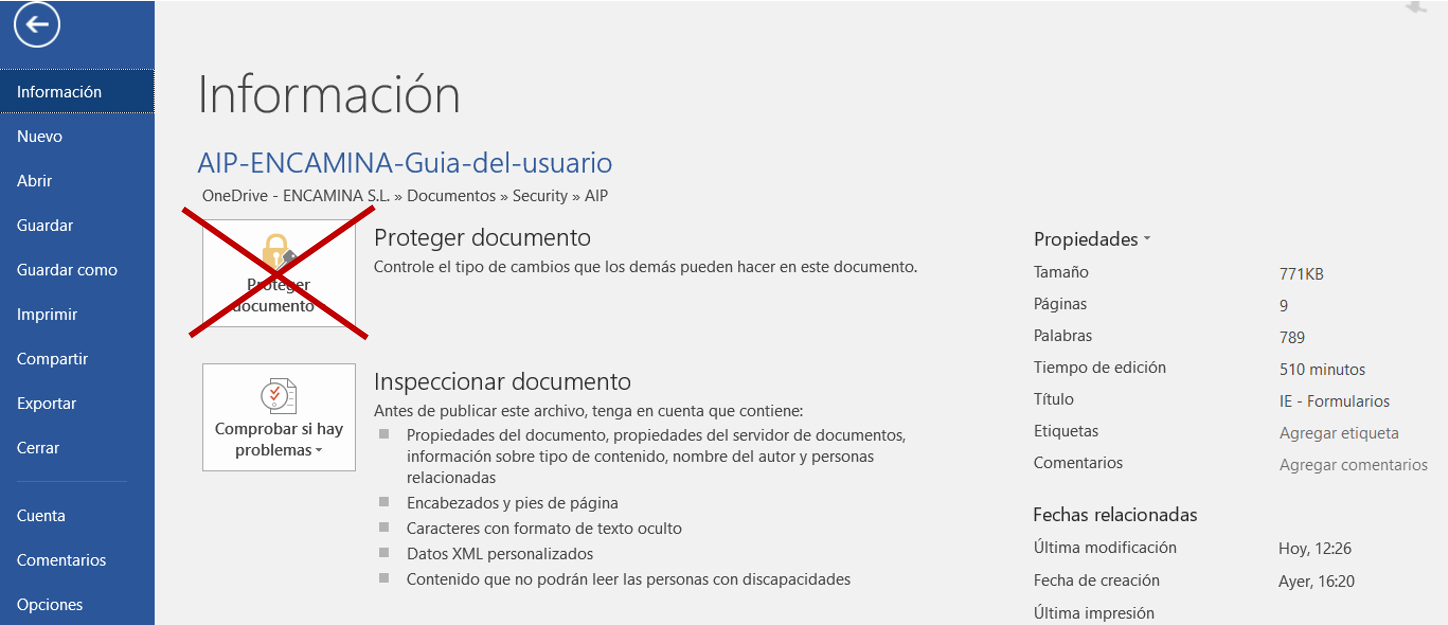 Información
Nuevo
Abrir
Guardar
Guardar como
Imprimir
Compartir
Exportar
Cerrar
Cuenta
Comentarios
Opciones
Información
AIP-ENCAMINA-Guia-del-usuario
OneDrive - ENCAMINA S.L. » Documentos » Security » AIP
Proteger
documento
Proteger documento
Controle el tipo de cambios que los demás pueden hacer en este documento.
Comprobar si hay
problemas
Inspeccionar documento
Antes de publicar este archivo, tenga en cuenta que contiene:
Propiedades del documento, propiedades del servidor de documentos,
información sobre tipo de contenido, nombre del autor y personas
relacionadas
Encabezados y pies de página
Caracteres con formato de texto oculto
Datos XML personalizados
Contenido que no podrán leer las personas con discapacidades
Propiedades
Tamaño 771KB
Páginas 9
Palabras 789
Tiempo de edición 510 minutos
Título IE - Formularios
Etiquetas Agregar etiqueta
Comentarios Agregar comentarios
Fechas relacionadas
Última modificación Hoy, 12:26
Fecha de creación Ayer, 16:20
Última impresión